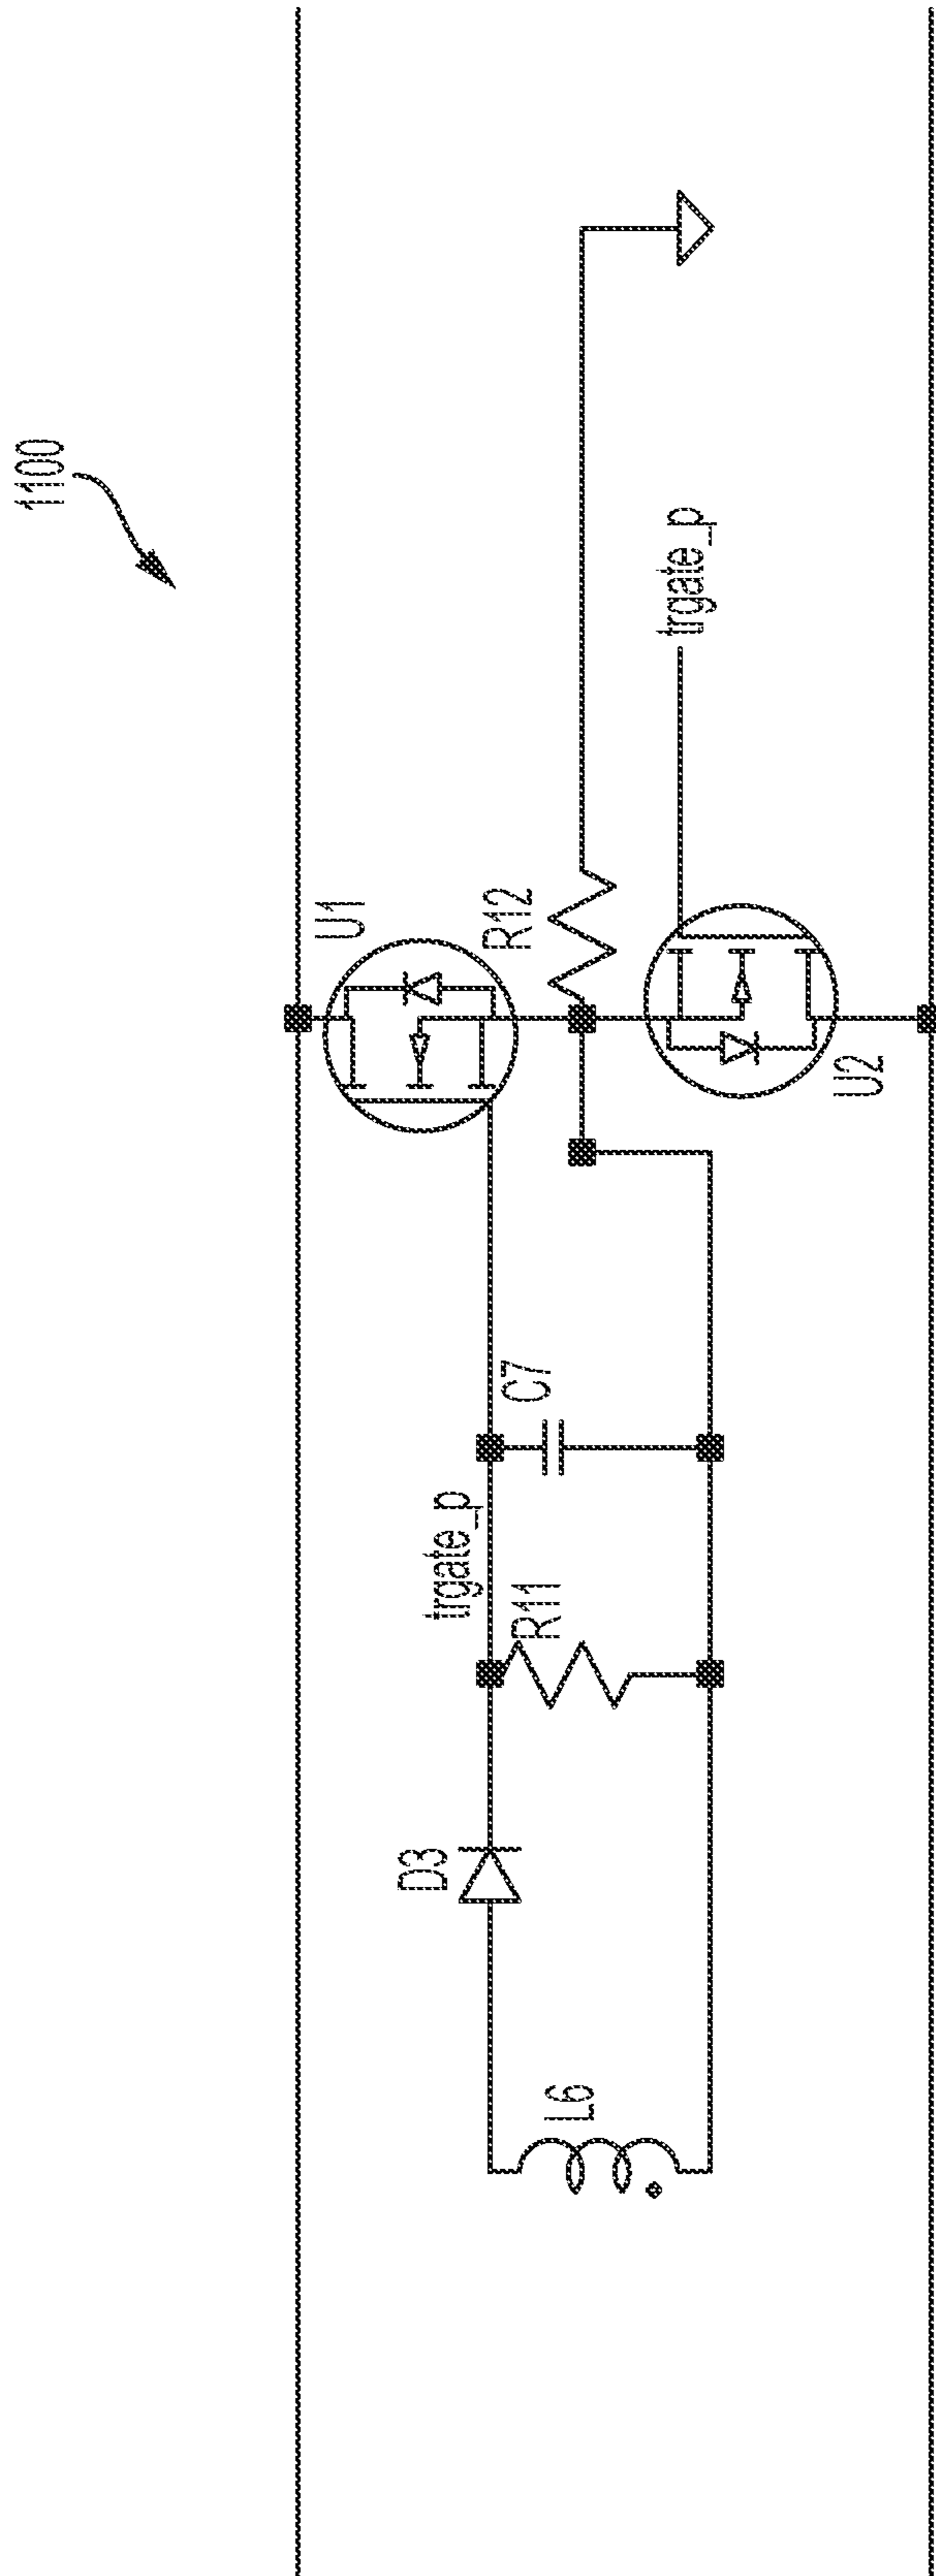 1100
U1
R12
trgate_p
U2
C7
trgate_p
R11
D3
L6